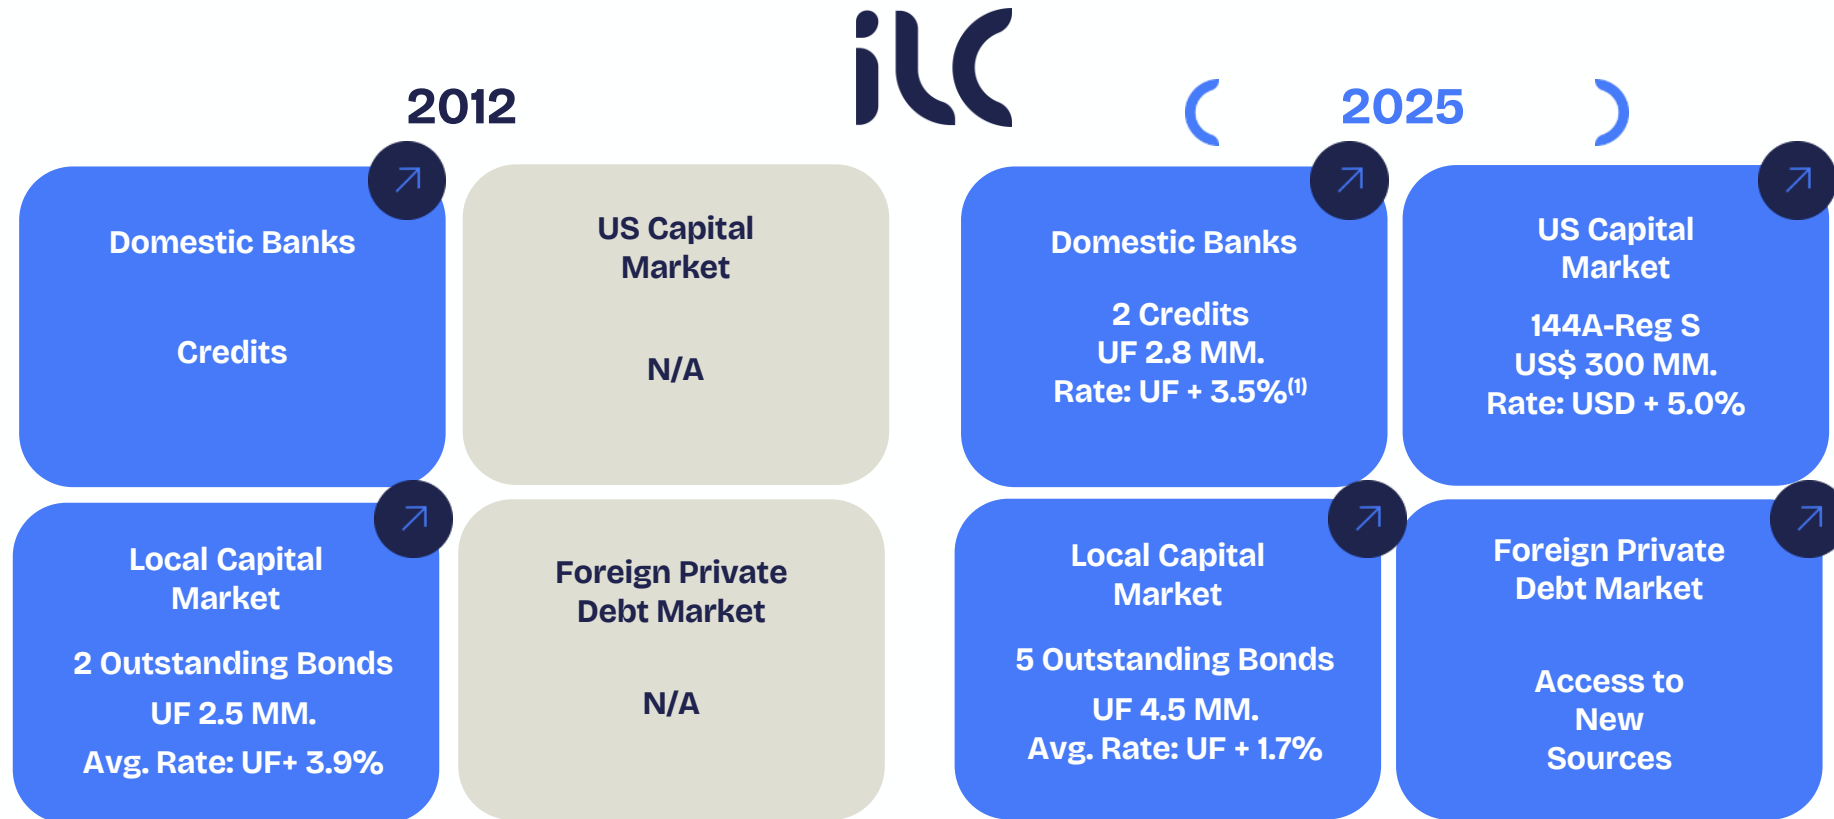 iLC
2012
2025
Domestic Banks
Credits
US Capital
Market
N/A
Local Capital
Market
2 Outstanding Bonds
UF 2.5 MM.
Avg. Rate: UF+ 3.9%
Foreign Private
Debt Market
N/A
Domestic Banks
2 Credits
UF 2.8 MM.
Rate: UF + 3.5%(1)
US Capital
Market
144A-Reg S
US$ 300 MM.
Rate: USD + 5.0%
Local Capital
Market
5 Outstanding Bonds
UF 4.5 MM.
Avg. Rate: UF + 1.7%
Foreign Private
Debt Market
Access to
New
Sources